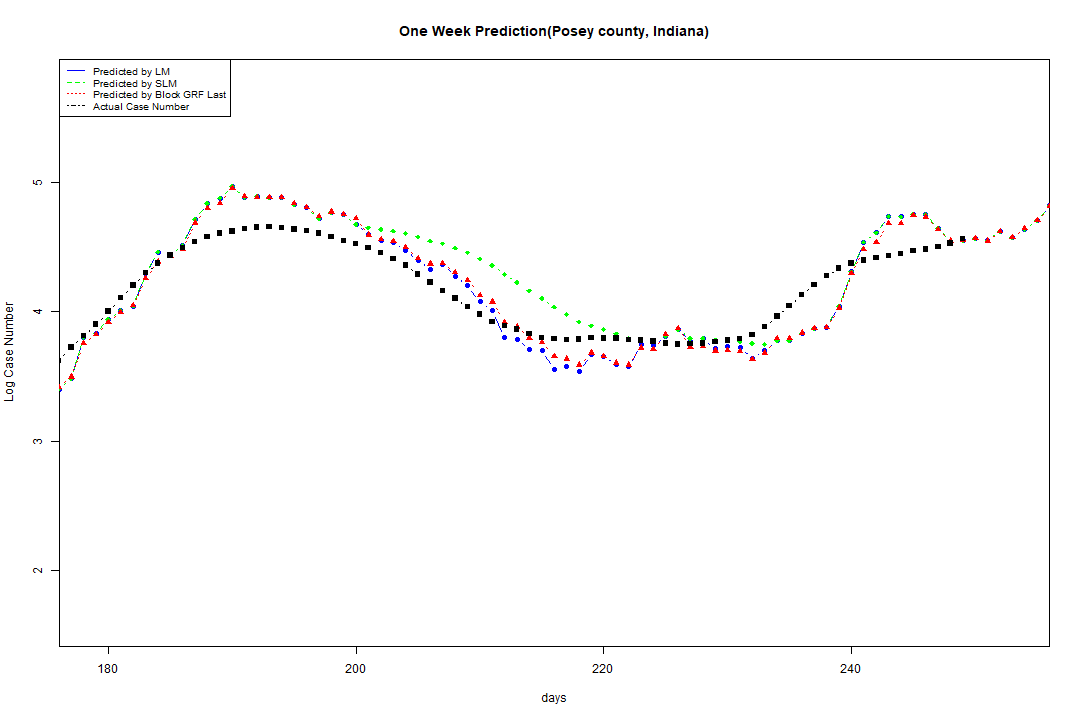 One Week Prediction(Posey county, Indiana)
Predicted by LM
Predicted by SLM
Predicted by Block GRF Last
Actual Case Number
5
4
3
2
Log Case Number
180 200 220 240
days